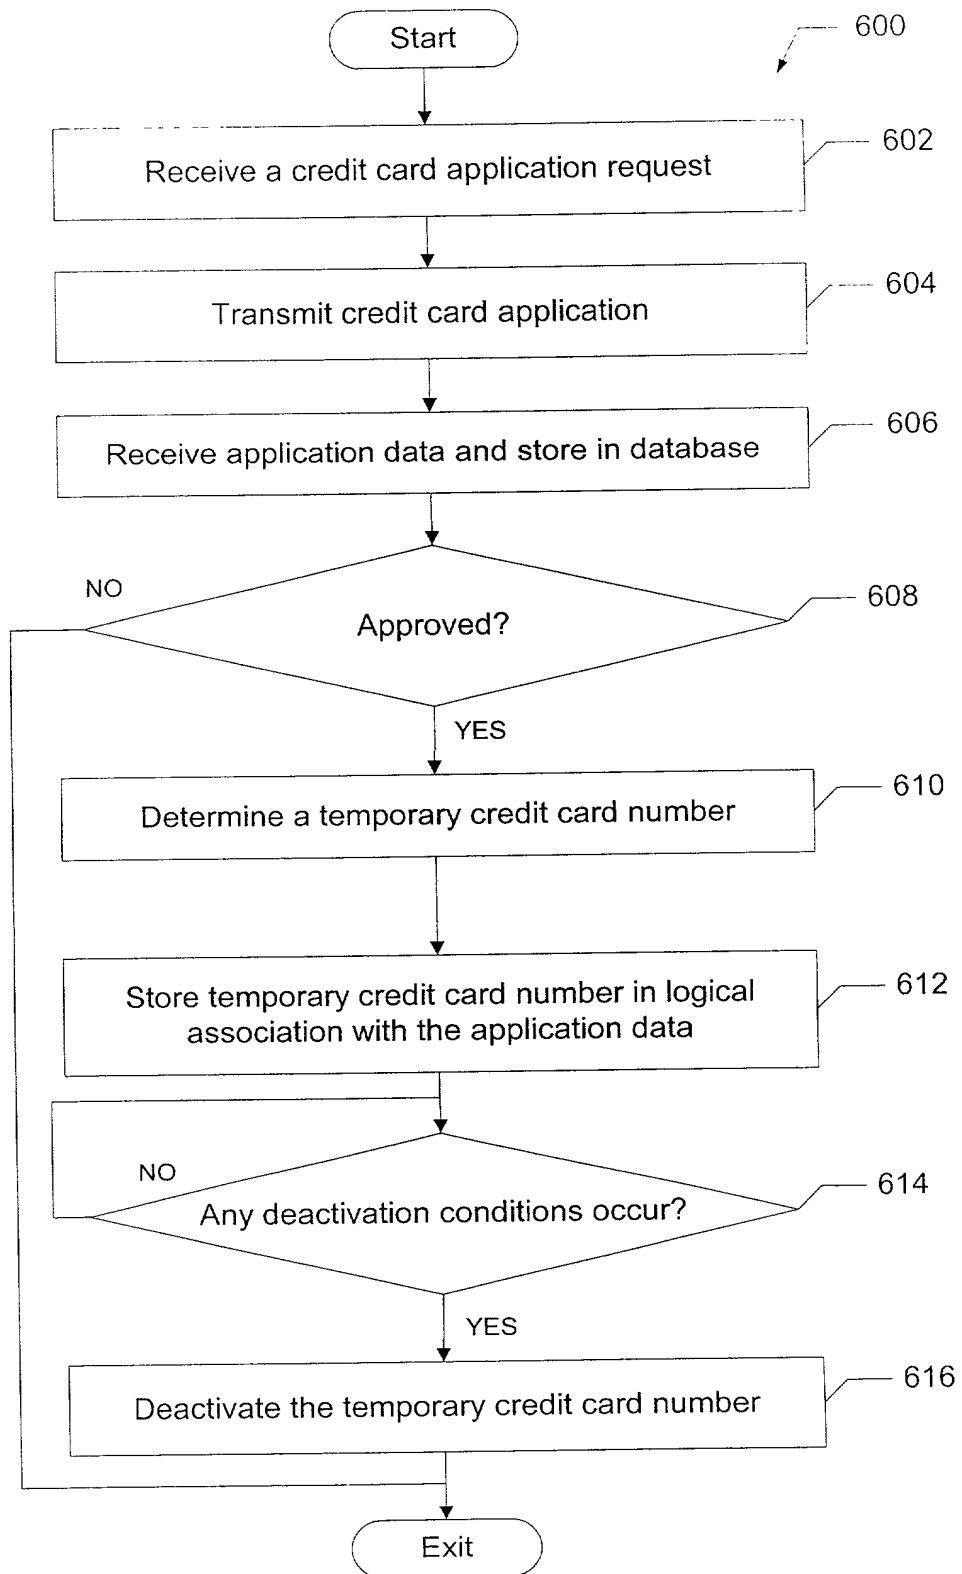 Start
600
Receive a credit card application request
602
Transmit credit card application
604
Receive application data and store in database
606
NO
Approved?
608
YES
Determine a temporary credit card number
610
Store temporary credit card number in logical
association with the application data
612
NO
Any deactivation conditions occur?
614
YES
Deactivate the temporary credit card number
616
Exit